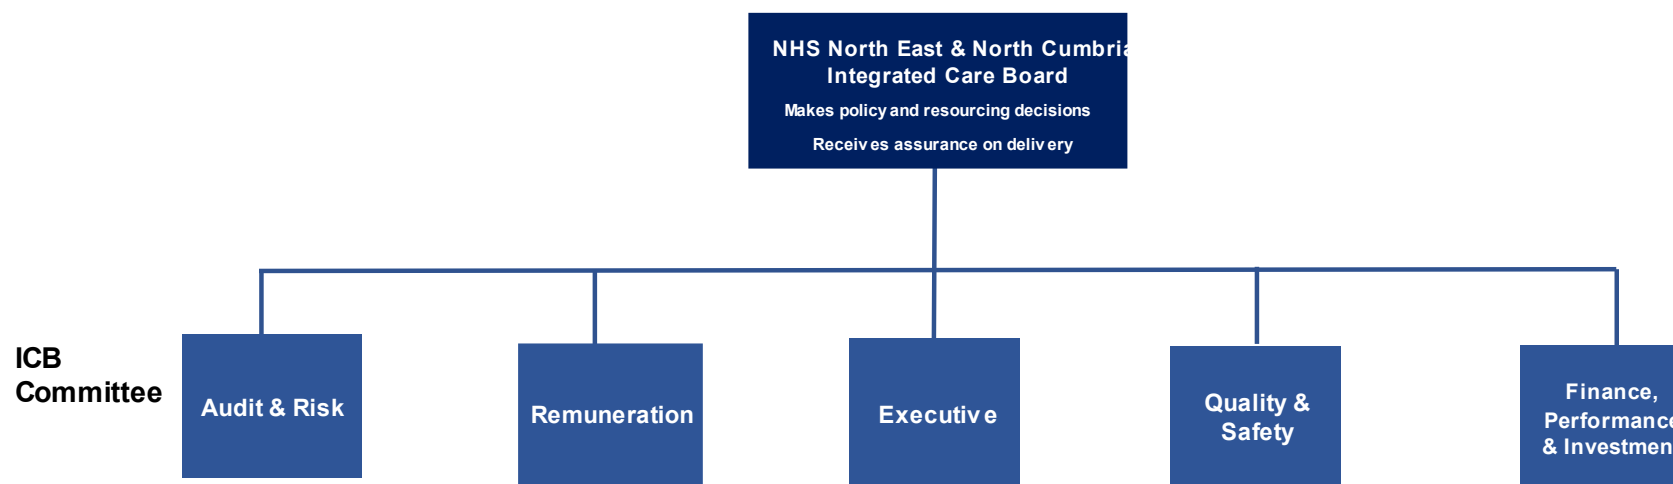 NHS North East & North Cumbria
Integrated Care Board
Makes policy and resourcing decisions
Receives assurance on delivery
ICB
Committee
Audit & Risk
Remuneration
Executive
Quality &
Safety
Finance,
Performance
& Investmen